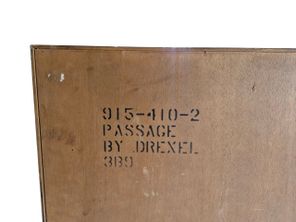 915-410-2
PASSAGE
BY DREXEL
3B9